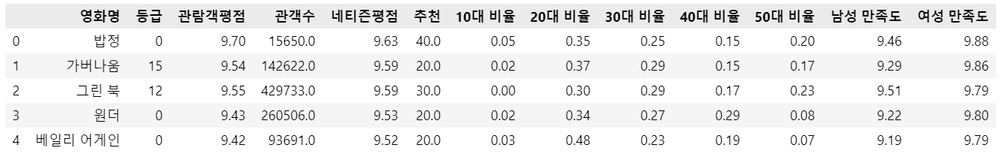 영화명 등급 관람객평점 관객수 네티즌평점 추천 10대 비율 20대 비율 30대 비율 40대 비율 50대 비율 남성 만족도 여성 만족도
0 밥정 0 9.70 15650.0 9.63 40.0 0.05 0.35 0.25 0.15 0.20 9.46 9.88
1 가버나움 15 9.54 142622.0 9.59 20.0 0.02 0.37 0.29 0.15 0.17 9.29 9.86
2 그린 북 12 9.55 429733.0 9.59 30.0 0.00 0.30 0.29 0.17 0.23 9.51 9.79
3 원더 0 9.43 260506.0 9.53 20.0 0.02 0.34 0.27 0.29 0.08 9.22 9.80
4 베일리 어게인 0 9.42 93691.0 9.52 20.0 0.03 0.48 0.23 0.19 0.07 9.19 9.79